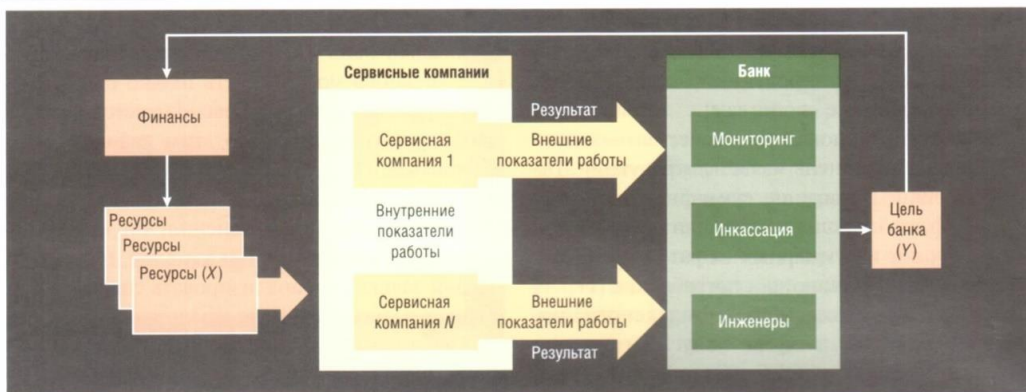 Финансы
Ресурсы
Ресурсы
Ресурсы (X)
Сервисные компании
Сервисная
компания 1
Внутренние
показатели
работы
Сервисная
компания N
Результат
Внешние
показатели работы
Внешние
показатели работы
Результат
Банк
Мониторинг
Инкассация
Инженеры
Цель
банка
(Y)